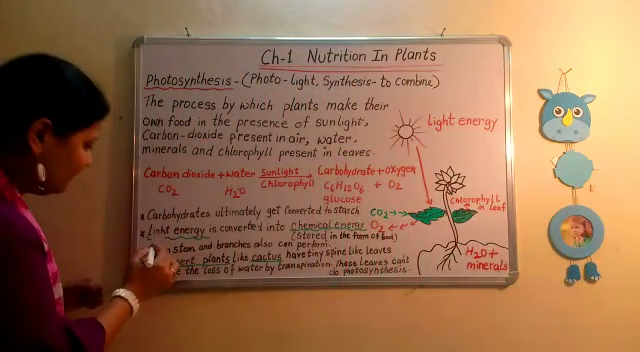 Ch-1 Nutrition In Plants
Photosynthesis - (Photo-light, Synthesis- to combine)
The process by which plants make their
own food in the presence of sunlight,
Carbon-dioxide present in air, water,
minerals and chlorophyll present in leaves.
Light energy
Carbon dioxide + Water Sunlight Carbohydrate + Oxygen
Chlorophyll
CO2 H2O C6H12O6 + O2
glucose
Chlorophyll
in leaf
* Carbohydrates ultimately get Converted to starch
CO2
* Light energy is converted into Chemical energy
O2
(Stored in the form of food)
stem and branches also can perform.
plants like cactus have tiny spine like leaves
the loss of water by transpiration. These leaves can't
do photosynthesis.
H2O +
minerals